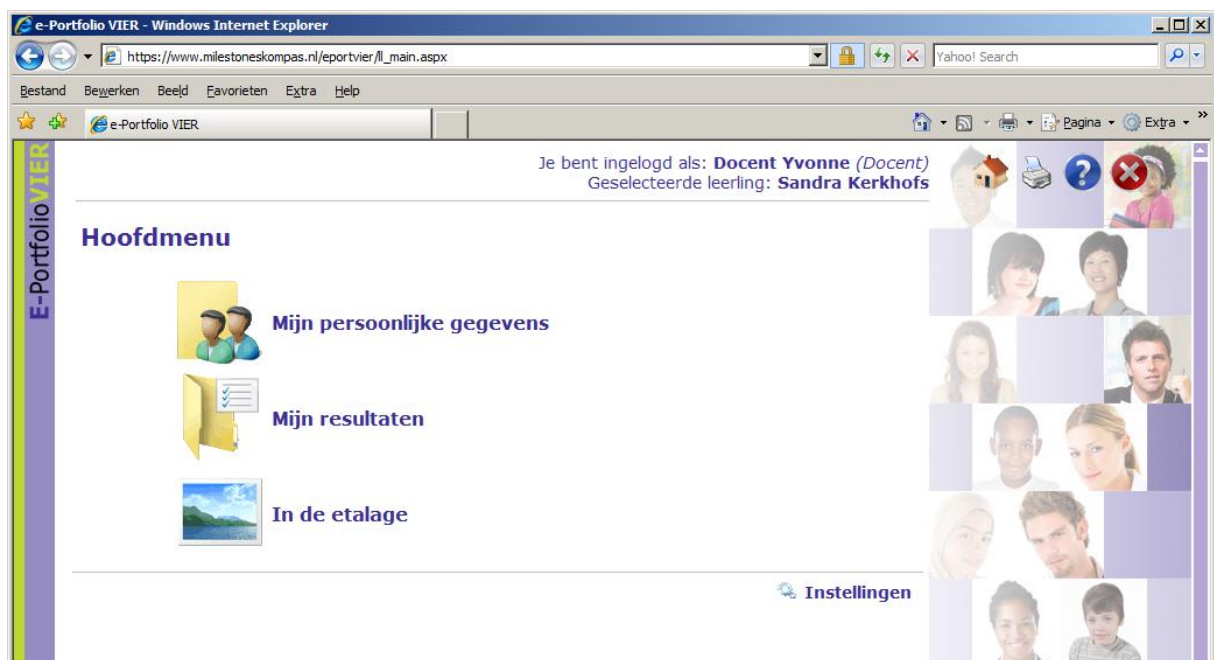 e-Portfolio VIER - Windows Internet Explorer
https://www.milestoneskompas.nl/eportvier/ll_main.aspx
Yahoo! Search
Bestand Bewerken Beeld Favorieten Extra Help
e-Portfolio VIER
Pagina
Extra
E-Portfolio VIER
Je bent ingelogd als: Docent Yvonne (Docent)
Geselecteerde leerling: Sandra Kerkhofs
Hoofdmenu
Mijn persoonlijke gegevens
Mijn resultaten
In de etalage
Instellingen